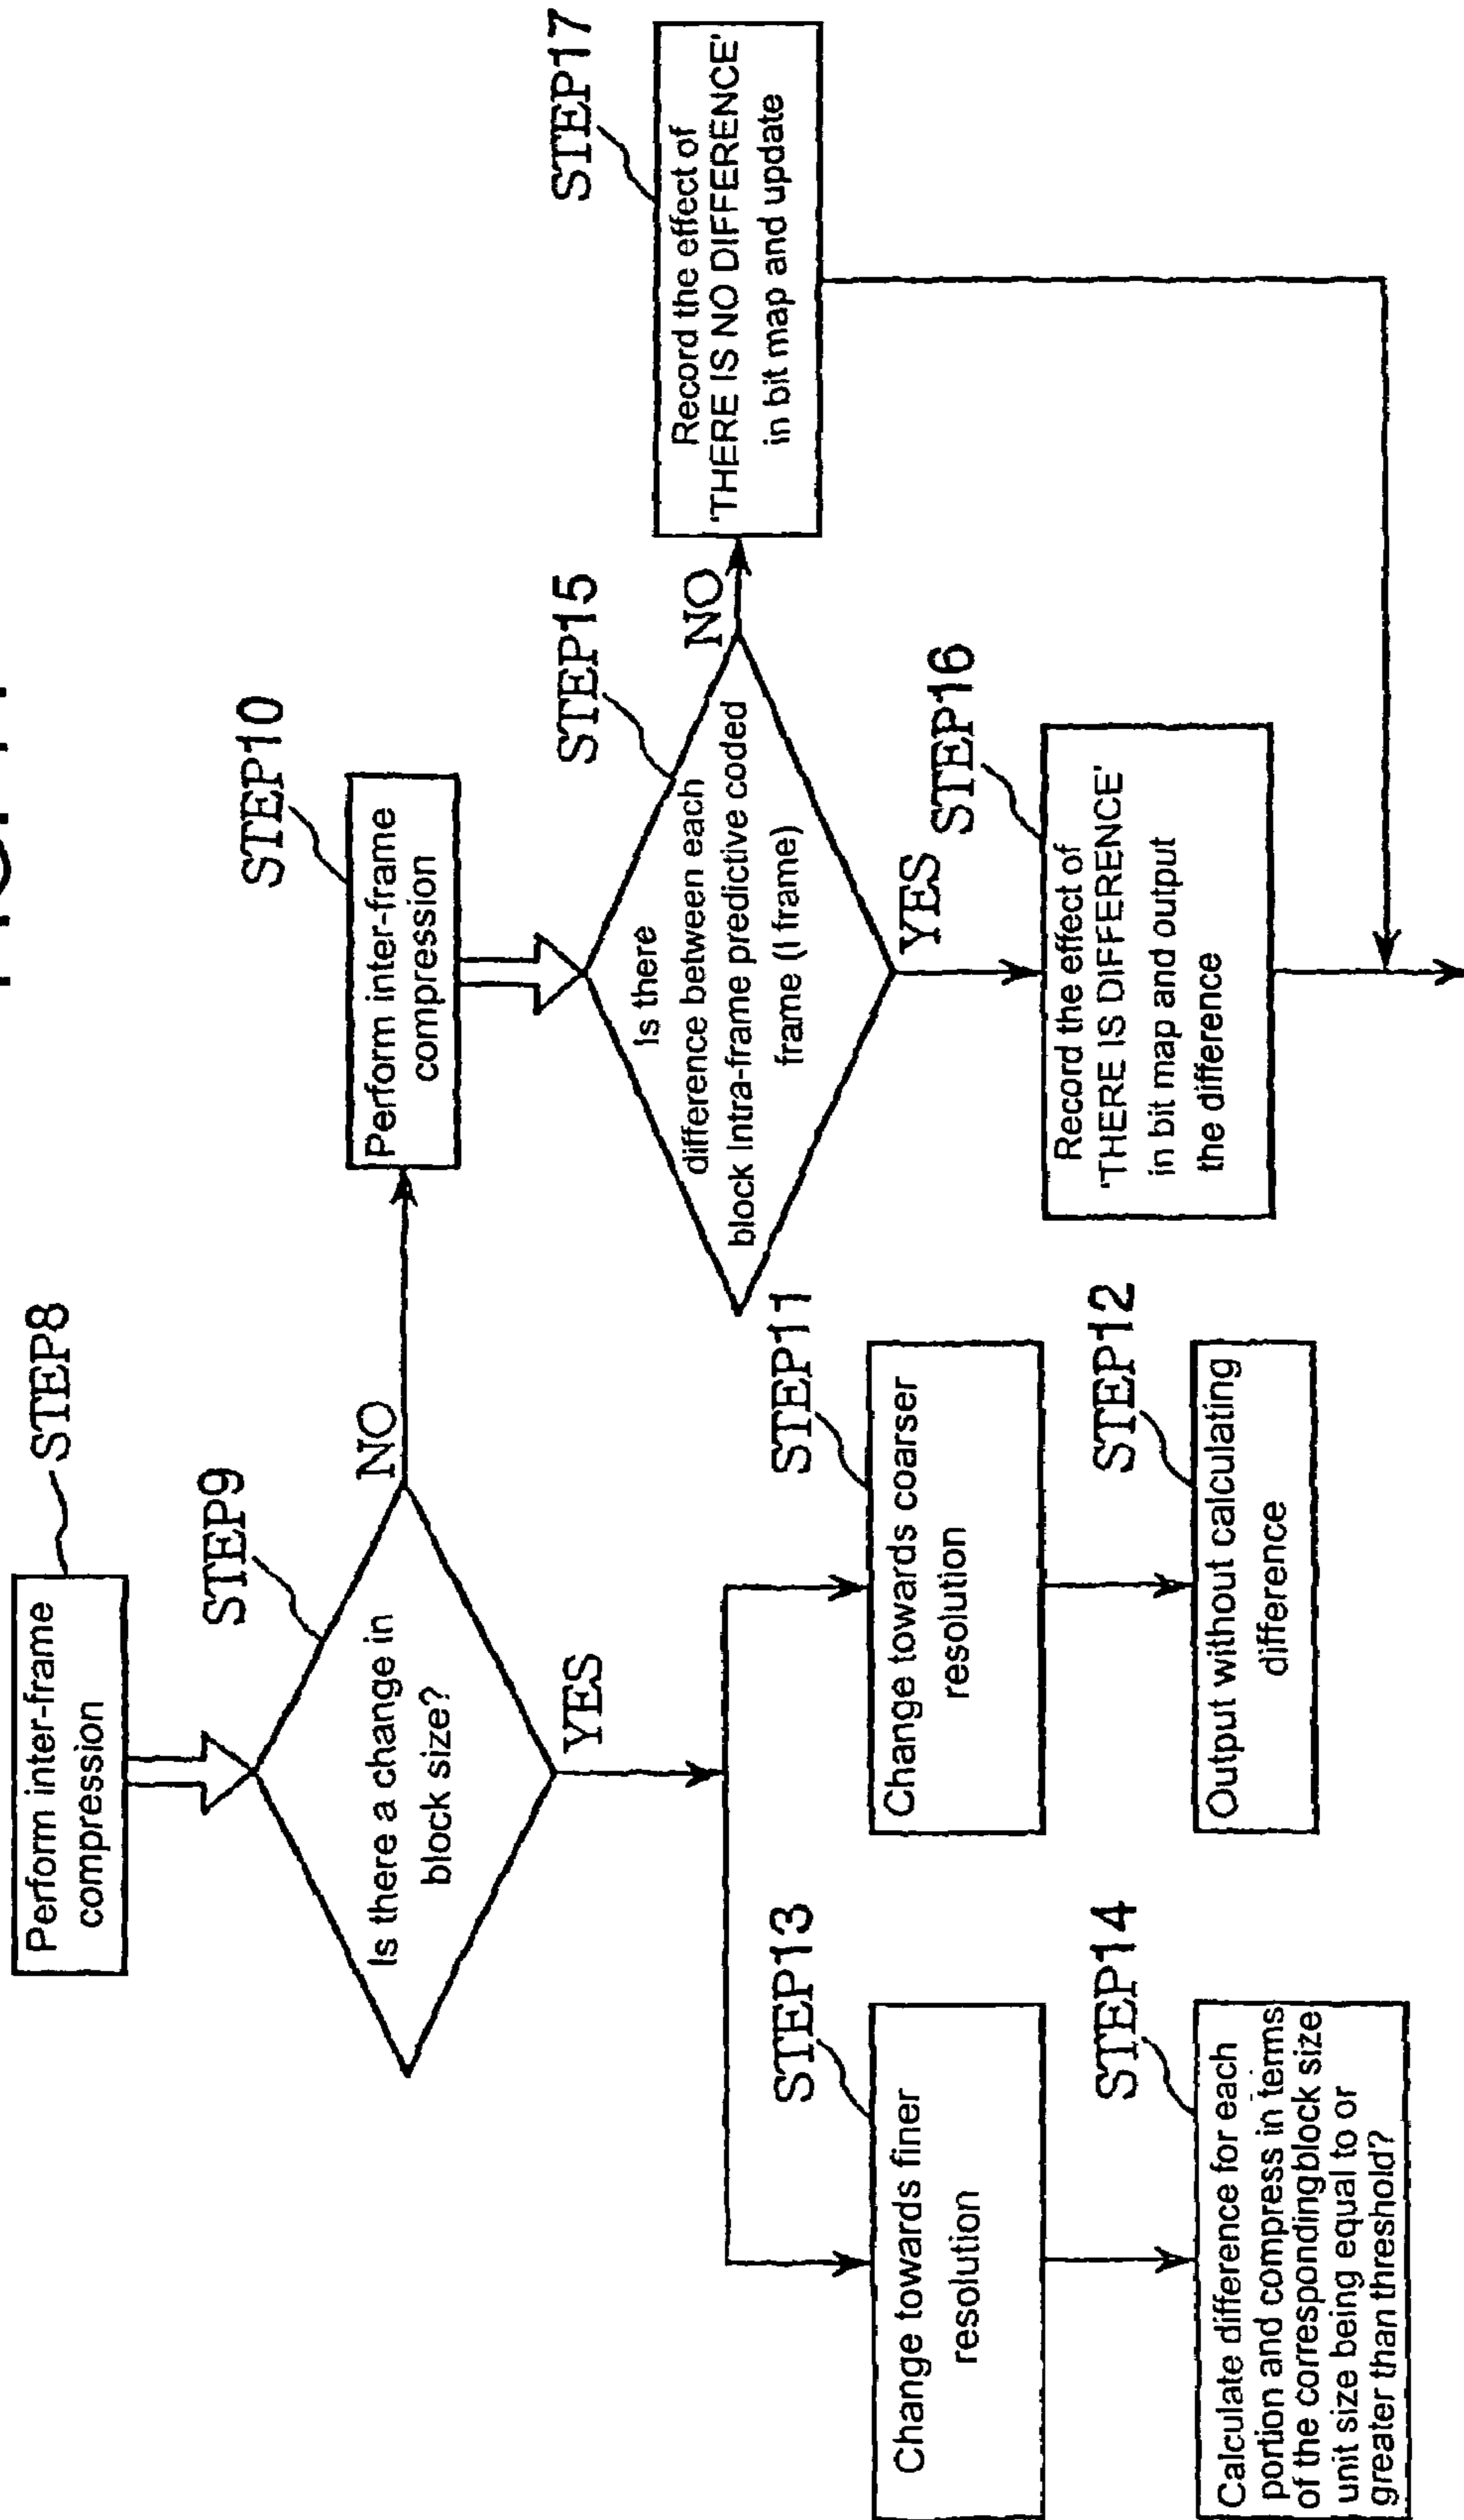 STEP8
Perform inter-frame
compression
STEP9
Is there a change in
block size?
NO
YES
STEP10
Perform inter-frame
compression
STEP13
Change towards finer
resolution
STEP11
Change towards coarser
resolution
STEP14
Calculate difference for each
portion and compress in terms
of the corresponding block size
unit size being equal to or
greater than threshold?
STEP12
Output without calculating
difference
STEP15
Is there
difference between each
block Intra-frame predictive coded
frame (I frame)
NO
YES
STEP17
Record the effect of
'THERE IS NO DIFFERENCE'
in bit map and update
STEP16
Record the effect of
'THERE IS DIFFERENCE'
in bit map and output
the difference